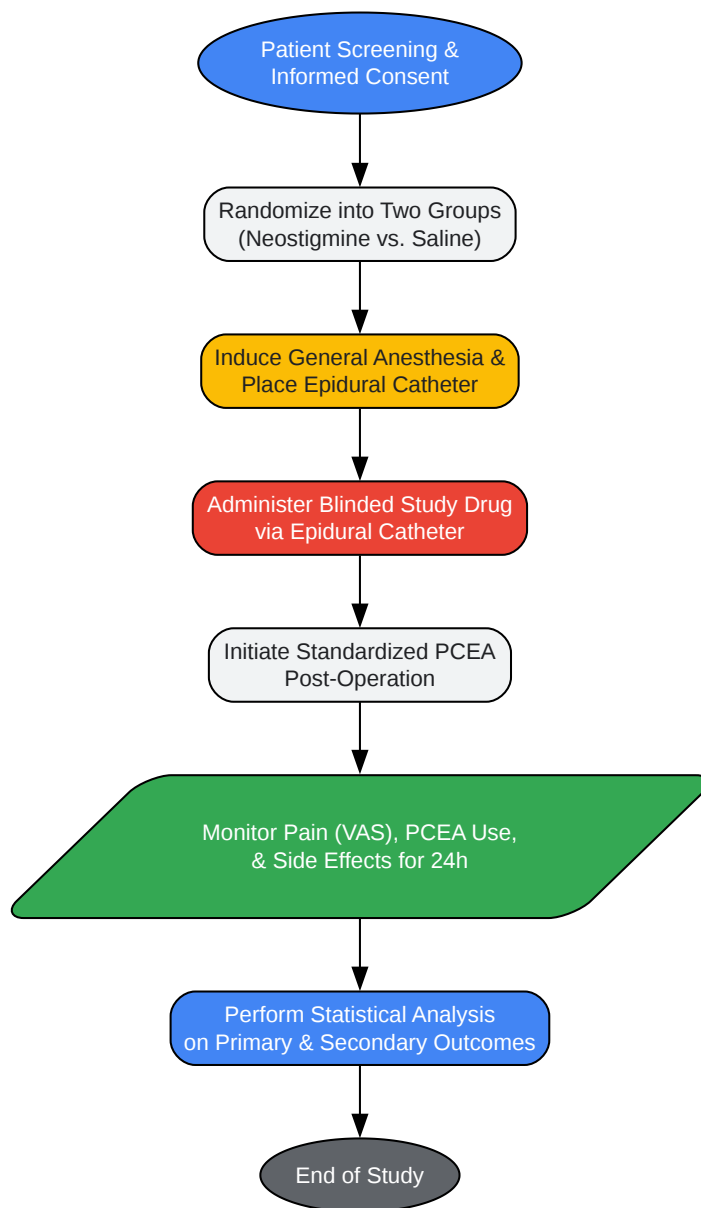 Patient Screening &
Informed Consent
Randomize into Two Groups
(Neostigmine vs. Saline)
Induce General Anesthesia &
Place Epidural Catheter
Administer Blinded Study Drug
via Epidural Catheter
Initiate Standardized PCEA
Post-Operation
Monitor Pain (VAS), PCEA Use,
& Side Effects for 24h
Perform Statistical Analysis
on Primary & Secondary Outcomes
End of Study